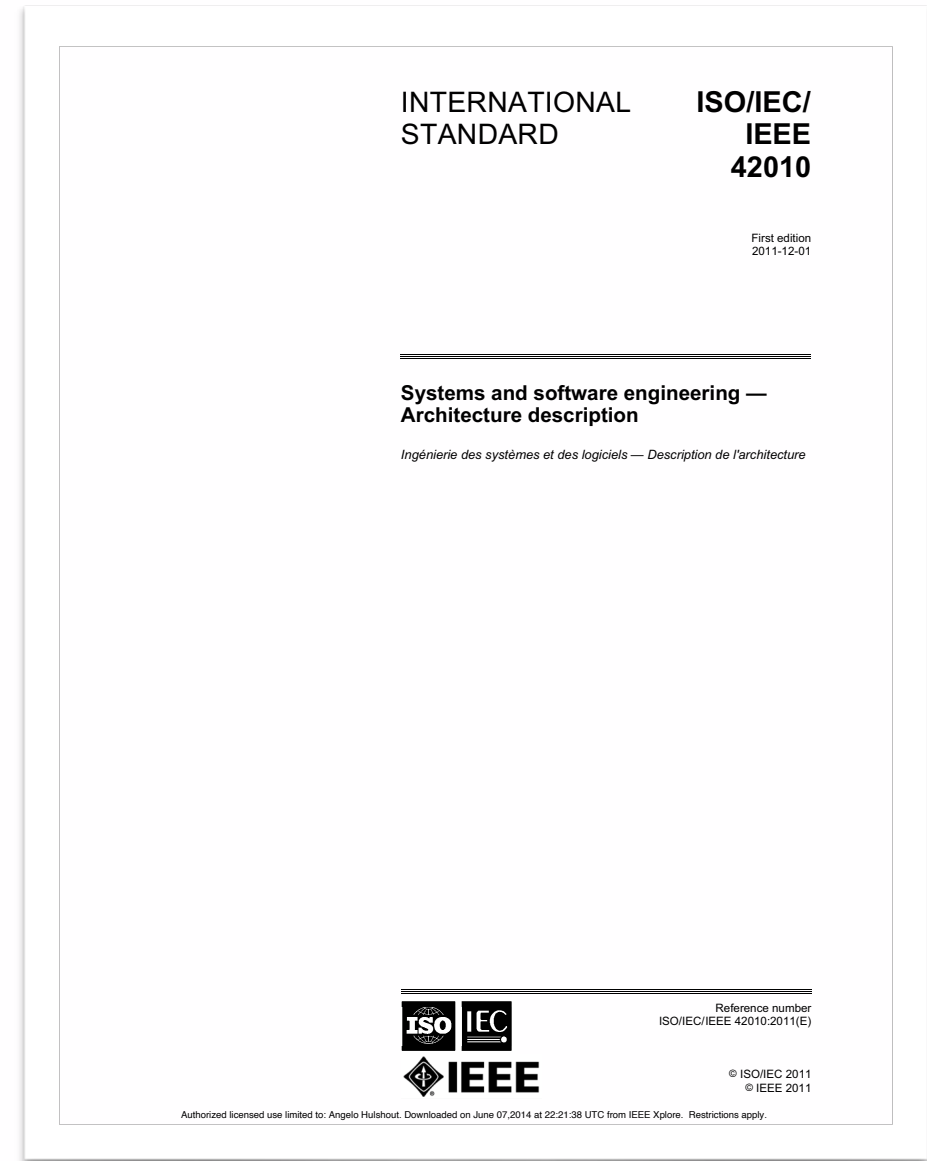 INTERNATIONAL
STANDARD
ISO/IEC/
IEEE
42010
First edition
2011-12-01
Systems and software engineering —
Architecture description
Ingénierie des systèmes et des logiciels — Description de l'architecture
ISO
IEC
IEEE
Reference number
ISO/IEC/IEEE 42010:2011(E)
© ISO/IEC 2011
© IEEE 2011
Authorized licensed use limited to: Angelo Hulshout. Downloaded on June 07,2014 at 22:21:38 UTC from IEEE Xplore. Restrictions apply.